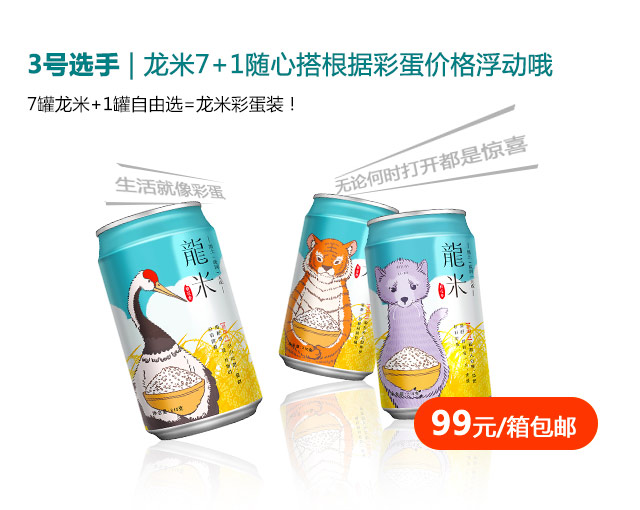 3号选手 | 龙米7+1随心搭根据彩蛋价格浮动哦
7罐龙米+1罐自由选=龙米彩蛋装！
生活就像彩蛋
无论何时打开都是惊喜
龍米
龍米
龍米
99元/箱包邮